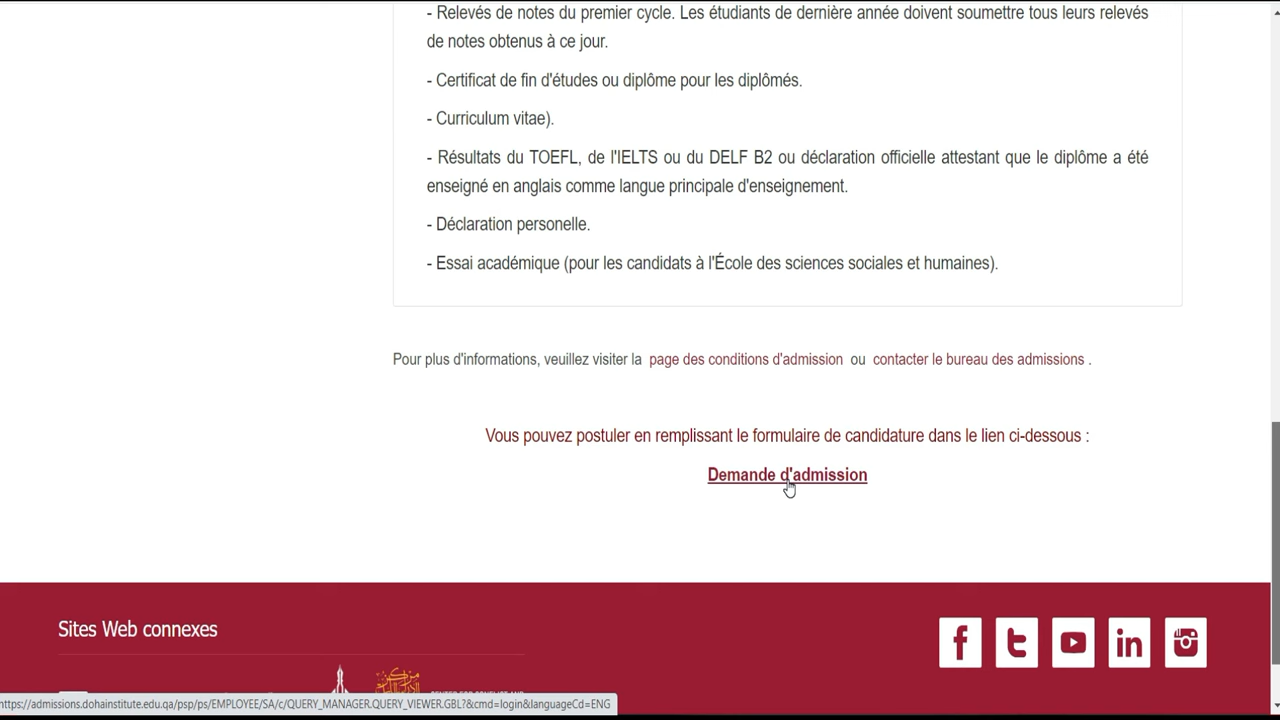 - Relevés de notes du premier cycle. Les étudiants de dernière année doivent soumettre tous leurs relevés
de notes obtenus à ce jour.
- Certificat de fin d'études ou diplôme pour les diplômés.
- Curriculum vitae).
- Résultats du TOEFL, de l'IELTS ou du DELF B2 ou déclaration officielle attestant que le diplôme a été
enseigné en anglais comme langue principale d'enseignement.
- Déclaration personelle.
- Essai académique (pour les candidats à l'École des sciences sociales et humaines).
Pour plus d'informations, veuillez visiter la page des conditions d'admission ou contacter le bureau des admissions .
Vous pouvez postuler en remplissant le formulaire de candidature dans le lien ci-dessous :
Demande d'admission
Sites Web connexes
https://admissions.dohainstitute.edu.qa/psp/ps/EMPLOYEE/SA/c/QUERY_MANAGER.QUERY_VIEWER.GBL?&cmd=login&languageCd=ENG